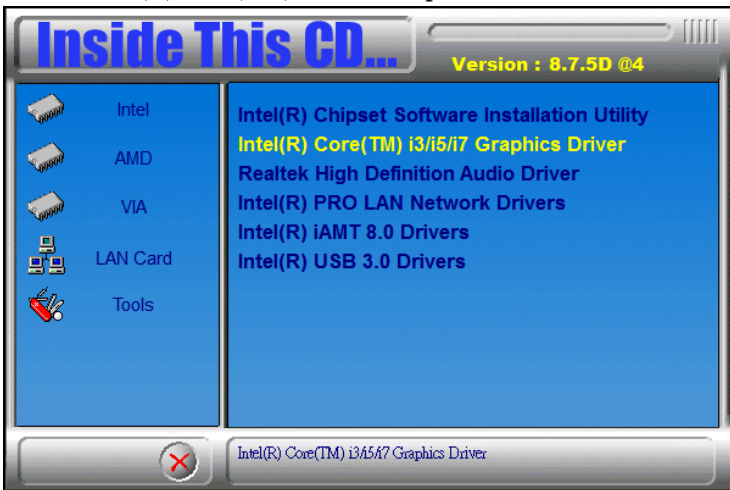 Inside This CD...
Version : 8.7.5D @4
Intel
AMD
VIA
LAN Card
Tools
Intel(R) Chipset Software Installation Utility
Intel(R) Core(TM) i3/i5/i7 Graphics Driver
Realtek High Definition Audio Driver
Intel(R) PRO LAN Network Drivers
Intel(R) iAMT 8.0 Drivers
Intel(R) USB 3.0 Drivers
Intel(R) Core(TM) i3/i5/i7 Graphics Driver